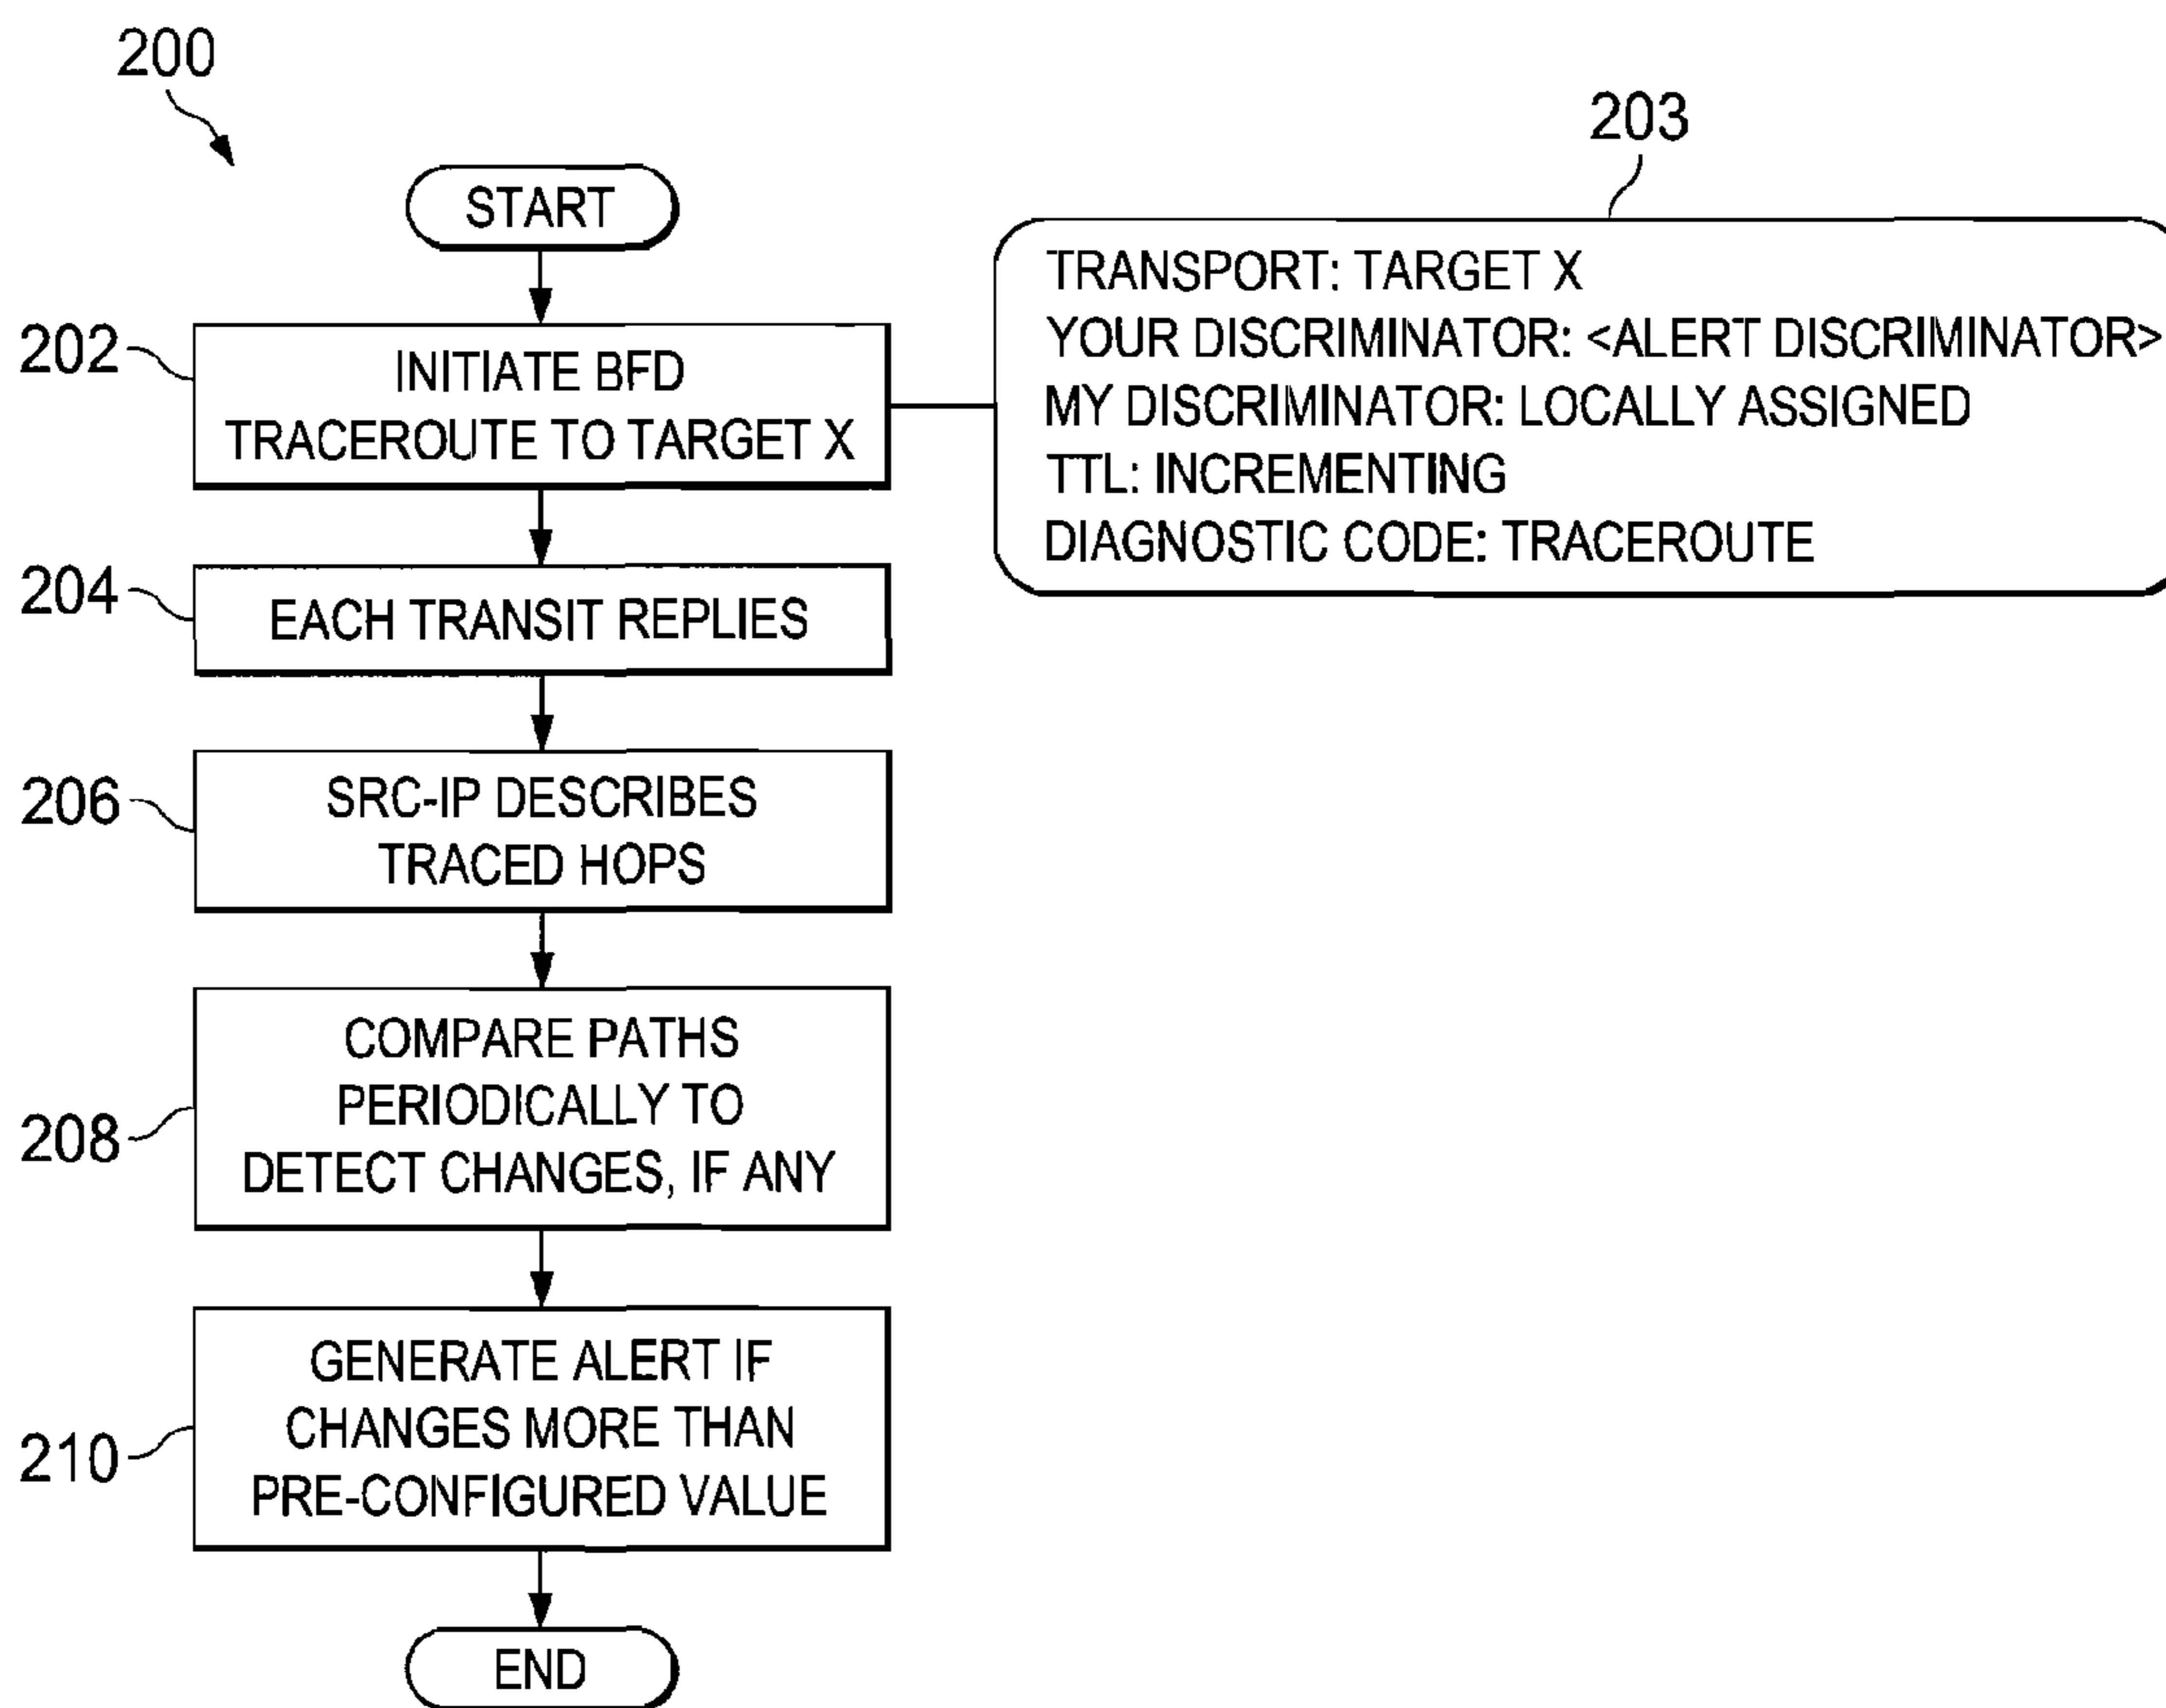 200
START
203
TRANSPORT: TARGET X
YOUR DISCRIMINATOR: <ALERT DISCRIMINATOR>
MY DISCRIMINATOR: LOCALLY ASSIGNED
TTL: INCREMENTING
DIAGNOSTIC CODE: TRACEROUTE
202
INITIATE BFD
TRACEROUTE TO TARGET X
204
EACH TRANSIT REPLIES
206
SRC-IP DESCRIBES
TRACED HOPS
208
COMPARE PATHS
PERIODICALLY TO
DETECT CHANGES, IF ANY
210
GENERATE ALERT IF
CHANGES MORE THAN
PRE-CONFIGURED VALUE
END